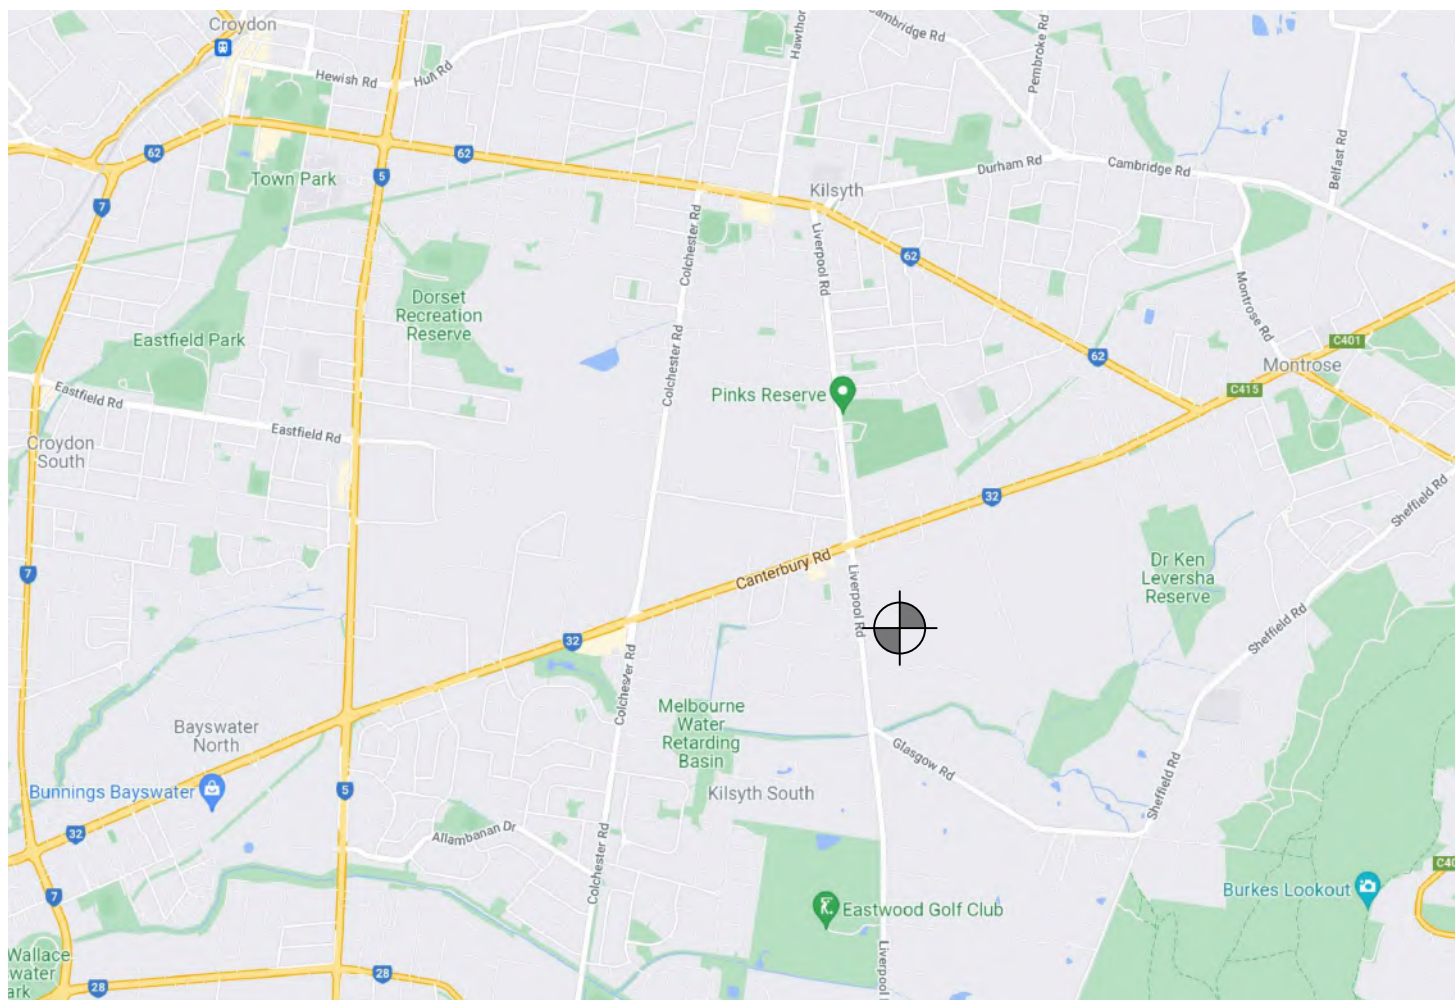 Croydon
Cambridge Rd
Pembroke Rd
Hawthor
Hewish Rd
Hull Rd
62
62
5
7
Town Park
Kilsyth
Durham Rd
Cambridge Rd
Belfast Rd
Colchester Rd
Liverpool Rd
62
Montrose Rd
Dorset
Recreation
Reserve
Eastfield Park
Colchester Rd
62
C401
Montrose
C415
Pinks Reserve
Eastfield Rd
Eastfield Rd
Croydon
South
32
Sheffield Rd
7
Canterbury Rd
Liverpool Rd
Dr Ken
Leversha
Reserve
32
Sheffield Rd
Colchester Rd
Melbourne
Water
Retarding
Basin
Bayswater
North
Glasgow Rd
Bunnings Bayswater
5
Kilsyth South
Sheffield Rd
32
Allambanan Dr
Colchester Rd
C40
7
Burkes Lookout
Eastwood Golf Club
Wallace
water
ark
28
28
Liverpool